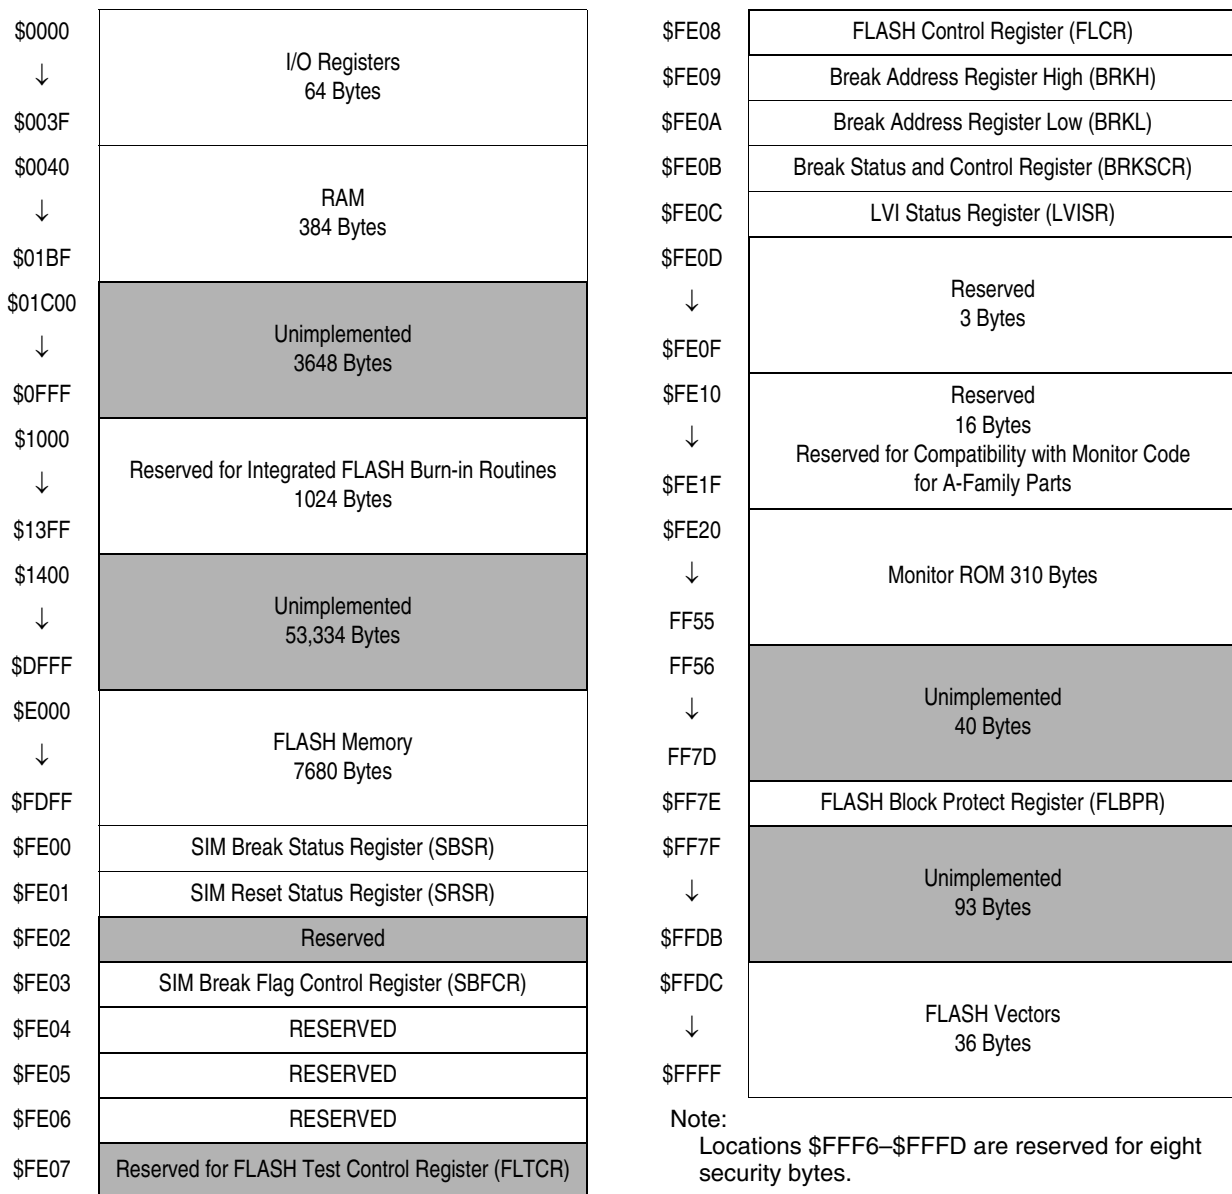 $0000
↓
$003F
I/O Registers
64 Bytes
$0040
↓
$01BF
RAM
384 Bytes
$01C00
↓
$0FFF
Unimplemented
3648 Bytes
$1000
↓
$13FF
Reserved for Integrated FLASH Burn-in Routines
1024 Bytes
$1400
↓
$DFFF
Unimplemented
53,334 Bytes
$E000
↓
$FDFF
FLASH Memory
7680 Bytes
$FE00 SIM Break Status Register (SBSR)
$FE01 SIM Reset Status Register (SRSR)
$FE02 Reserved
$FE03 SIM Break Flag Control Register (SBFCR)
$FE04 RESERVED
$FE05 RESERVED
$FE06 RESERVED
$FE07 Reserved for FLASH Test Control Register (FLTCR)
$FE08 FLASH Control Register (FLCR)
$FE09 Break Address Register High (BRKH)
$FE0A Break Address Register Low (BRKL)
$FE0B Break Status and Control Register (BRKSCR)
$FE0C LVI Status Register (LVISR)
$FE0D
↓
$FE0F
Reserved
3 Bytes
$FE10
↓
$FE1F
Reserved
16 Bytes
Reserved for Compatibility with Monitor Code
for A-Family Parts
$FE20
↓
FF55
Monitor ROM 310 Bytes
FF56
↓
FF7D
Unimplemented
40 Bytes
$FF7E FLASH Block Protect Register (FLBPR)
$FF7F
↓
$FFDB
Unimplemented
93 Bytes
$FFDC
↓
$FFFF
FLASH Vectors
36 Bytes
Note:
Locations $FFF6–$FFFD are reserved for eight
security bytes.